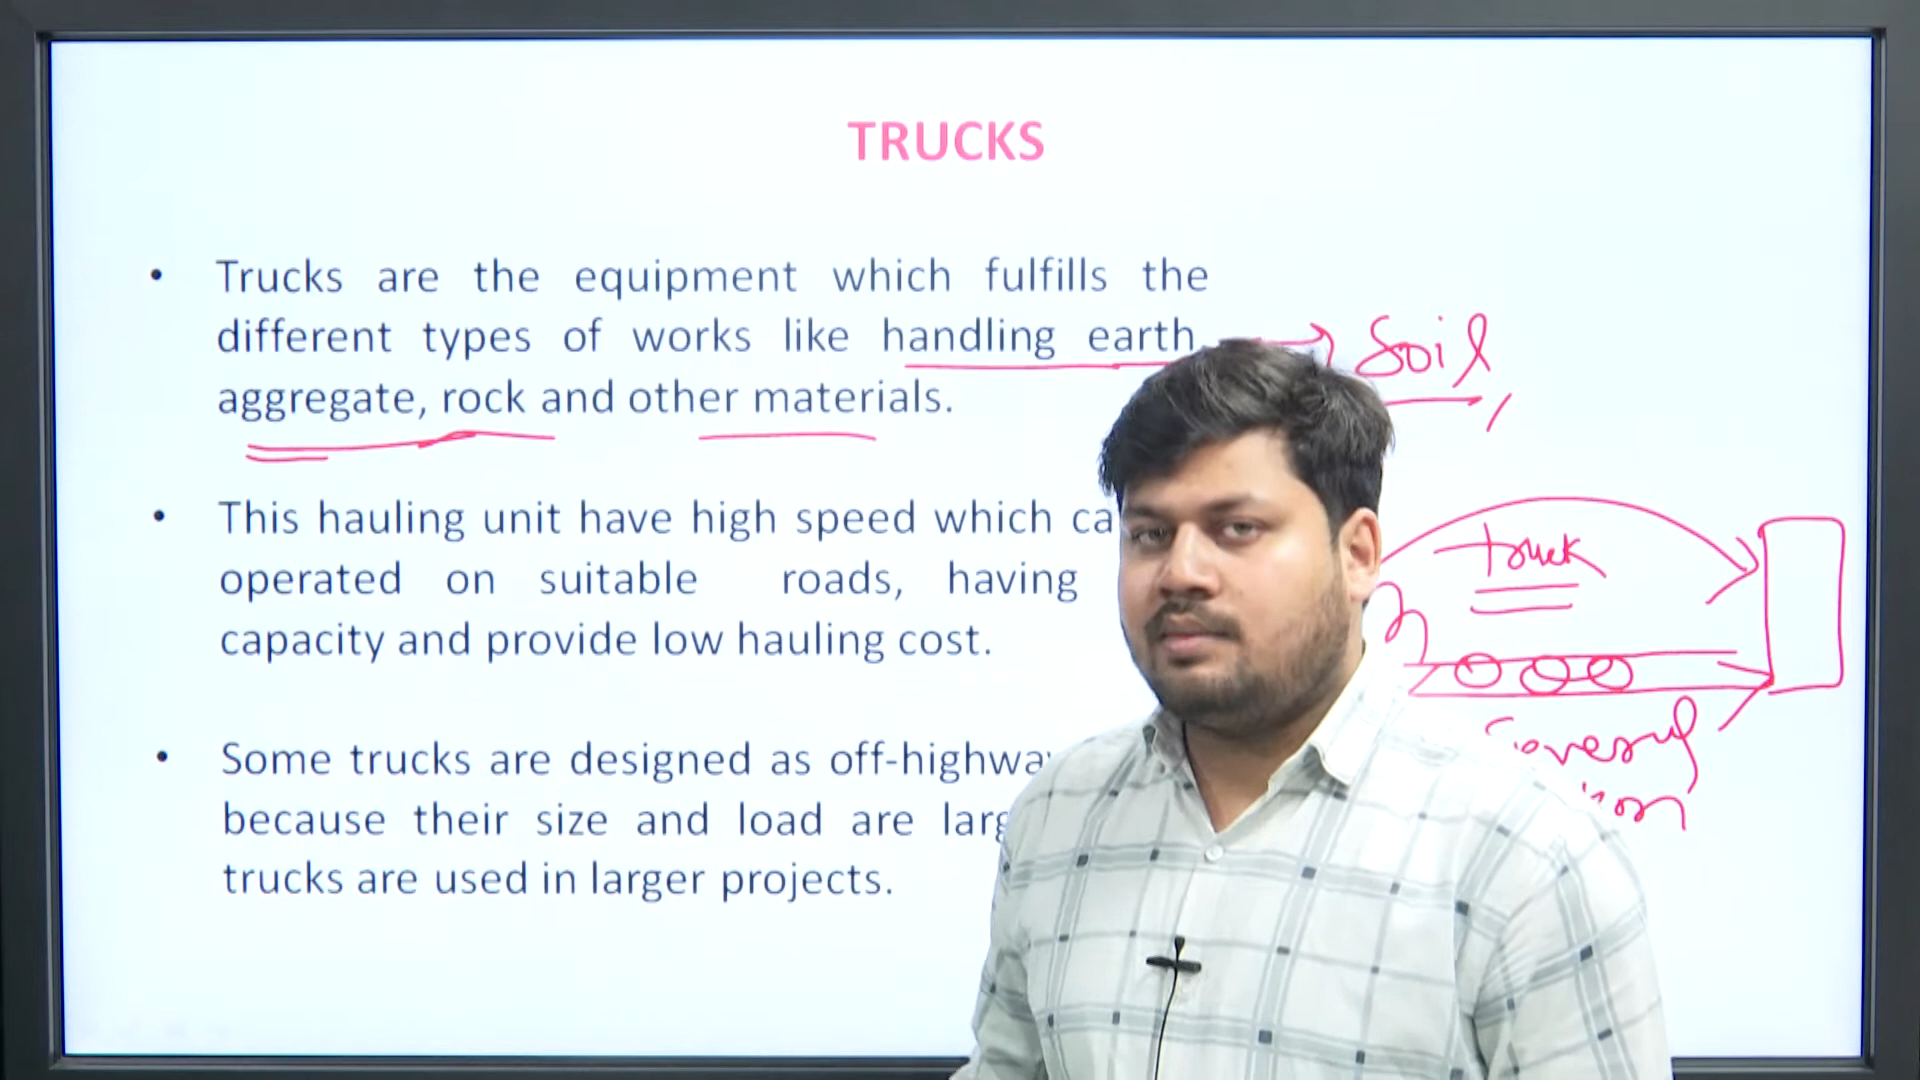 TRUCKS
• Trucks are the equipment which fulfills the
different types of works like handling earth,
aggregate, rock and other materials.
Soil,
• This hauling unit have high speed which ca
operated on suitable roads, having
capacity and provide low hauling cost.
truck
• Some trucks are designed as off-highway
because their size and load are larg
trucks are used in larger projects.